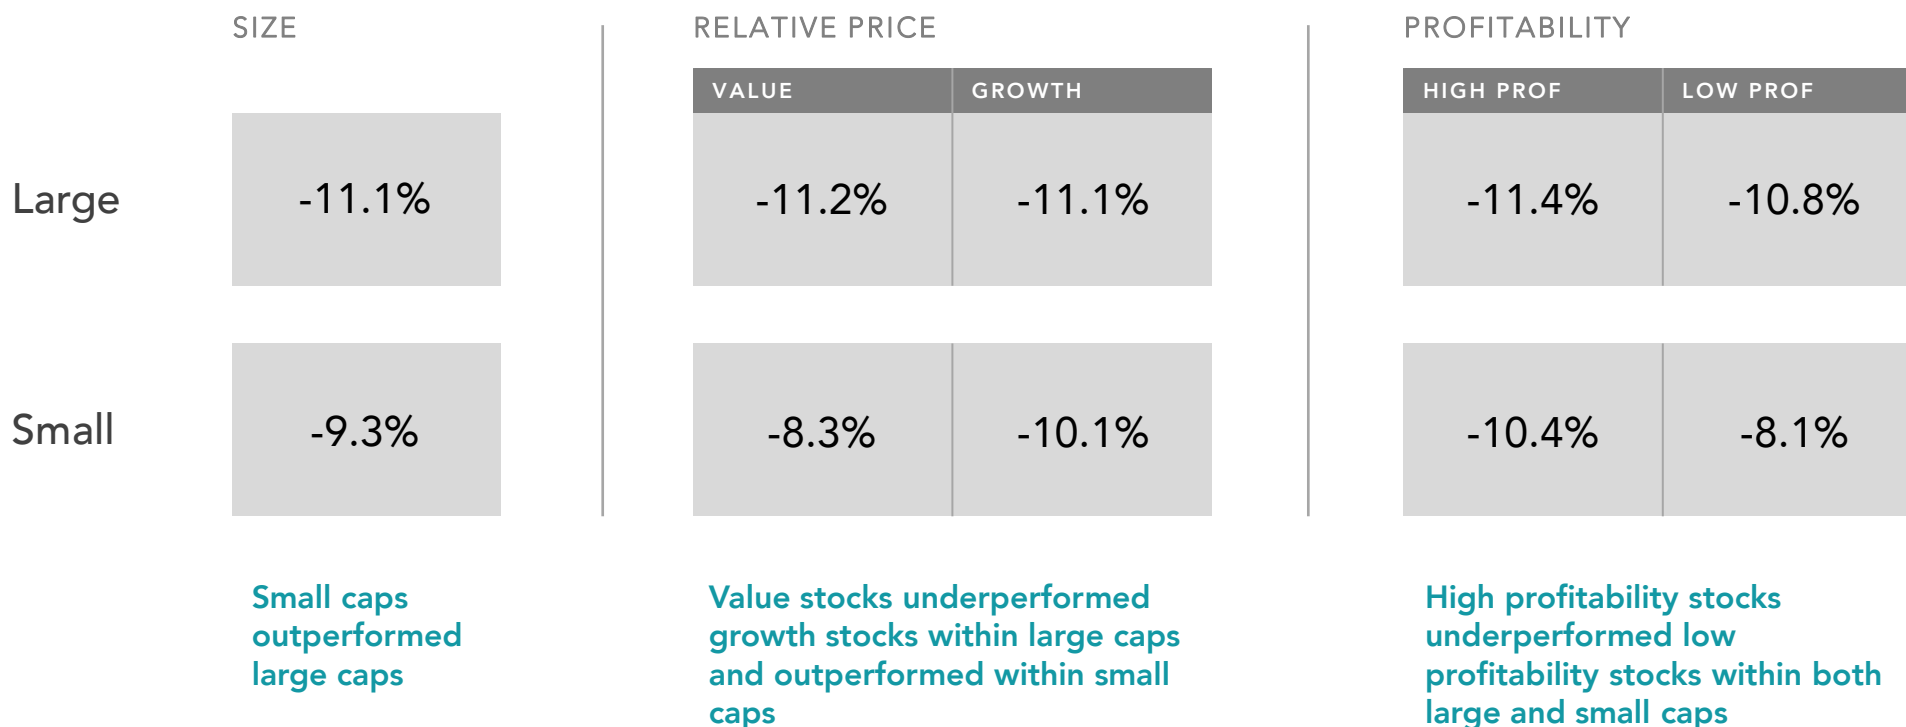 SIZE
RELATIVE PRICE
PROFITABILITY
VALUE GROWTH
HIGH PROF LOW PROF
Large -11.1% -11.2% -11.1% -11.4% -10.8%
Small -9.3% -8.3% -10.1% -10.4% -8.1%
Small caps
outperformed
large caps
Value stocks underperformed
growth stocks within large caps
and outperformed within small
caps
High profitability stocks
underperformed low
profitability stocks within both
large and small caps